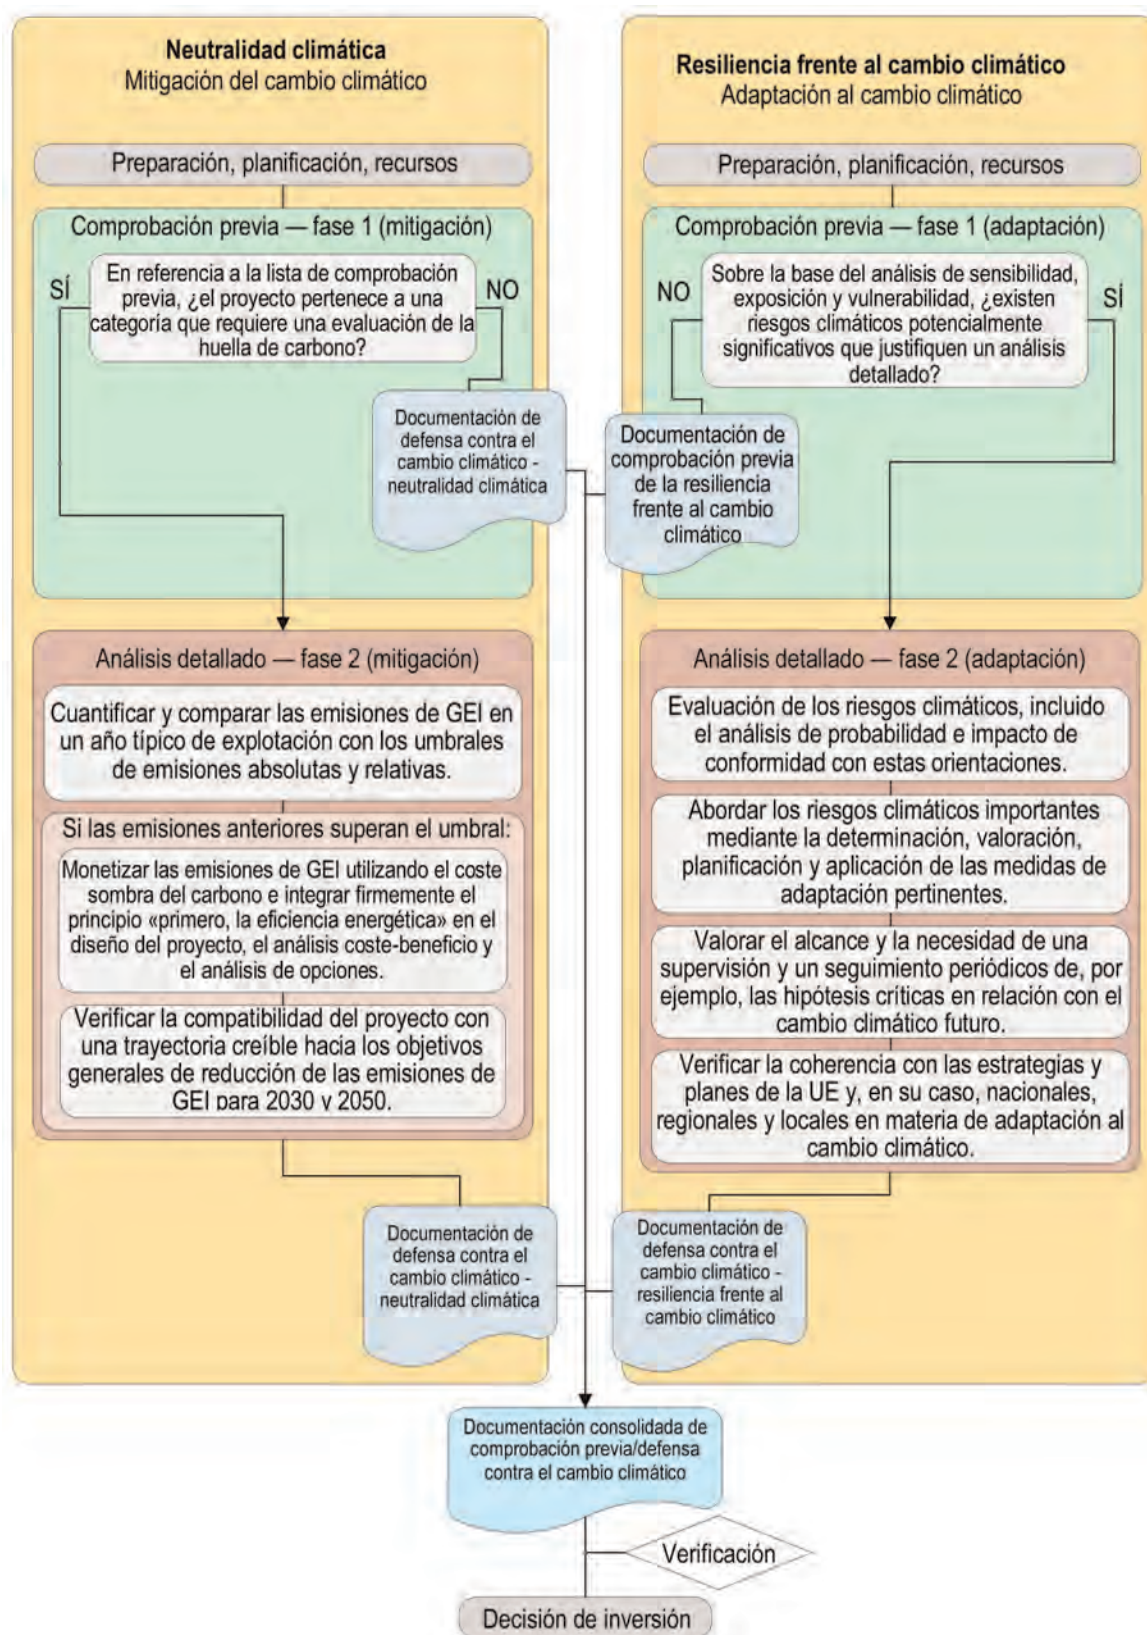 Neutralidad climática
Mitigación del cambio climático
Preparación, planificación, recursos
Comprobación previa — fase 1 (mitigación)
SÍ
En referencia a la lista de comprobación
previa, ¿el proyecto pertenece a una
categoría que requiere una evaluación de la
huella de carbono?
NO
Documentación de
defensa contra el
cambio climático -
neutralidad climática
Análisis detallado — fase 2 (mitigación)
Cuantificar y comparar las emisiones de GEI en
un año típico de explotación con los umbrales
de emisiones absolutas y relativas.
Si las emisiones anteriores superan el umbral:
Monetizar las emisiones de GEI utilizando el coste
sombra del carbono e integrar firmemente el
principio «primero, la eficiencia energética» en el
diseño del proyecto, el análisis coste-beneficio y
el análisis de opciones.
Verificar la compatibilidad del proyecto con
una trayectoria creíble hacia los objetivos
generales de reducción de las emisiones de
GEI para 2030 y 2050.
Documentación de
defensa contra el
cambio climático -
neutralidad climática
Resiliencia frente al cambio climático
Adaptación al cambio climático
Preparación, planificación, recursos
Comprobación previa — fase 1 (adaptación)
NO
Sobre la base del análisis de sensibilidad,
exposición y vulnerabilidad, ¿existen
riesgos climáticos potencialmente
significativos que justifiquen un análisis
detallado?
SÍ
Documentación de
comprobación previa
de la resiliencia
frente al cambio
climático
Análisis detallado — fase 2 (adaptación)
Evaluación de los riesgos climáticos, incluido
el análisis de probabilidad e impacto de
conformidad con estas orientaciones.
Abordar los riesgos climáticos importantes
mediante la determinación, valoración,
planificación y aplicación de las medidas de
adaptación pertinentes.
Valorar el alcance y la necesidad de una
supervisión y un seguimiento periódicos de, por
ejemplo, las hipótesis críticas en relación con el
cambio climático futuro.
Verificar la coherencia con las estrategias y
planes de la UE y, en su caso, nacionales,
regionales y locales en materia de adaptación al
cambio climático.
Documentación de
defensa contra el
cambio climático -
resiliencia frente al
cambio climático
Documentación consolidada de
comprobación previa/defensa
contra el cambio climático
Verificación
Decisión de inversión